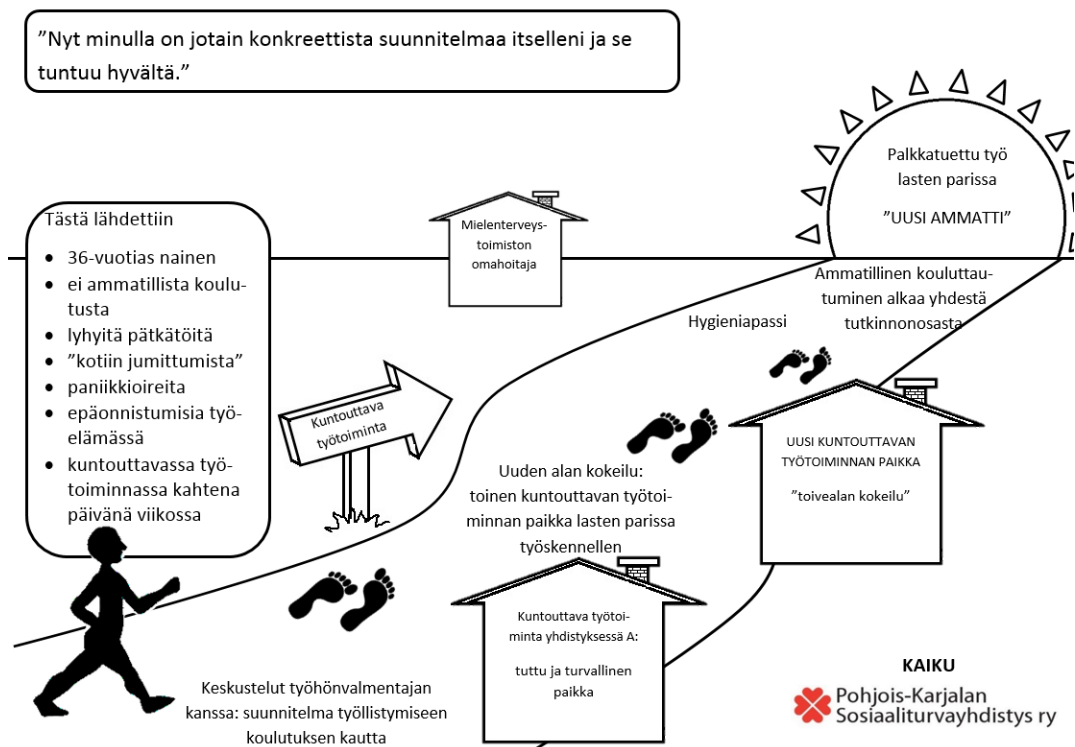 ”Nyt minulla on jotain konkreettista suunnitelmaa itselleni ja se
tuntuu hyvältä.”
Palkkatuettu työ
lasten parissa
”UUSI AMMATTI”
Mielenterveys-
toimiston
omahoitaja
Tästä lähdettiin
• 36-vuotias nainen
• ei ammatillista koulu-
tusta
• lyhyitä pätkätöitä
• ”kotiin jumittumista”
• paniikkioireita
• epäonnistumisia työ-
elämässä
• kuntouttavassa työ-
toiminnassa kahtena
päivänä viikossa
Ammatillinen kouluttau-
tuminen alkaa yhdestä
tutkinnonosasta
Hygieniapassi
Kuntouttava
työtoiminta
UUSI KUNTOUTTAVAN
TYÖTOIMINNAN PAIKKA
”toivealan kokeilu”
Uuden alan kokeilu:
toinen kuntouttavan työtoi-
minnan paikka lasten parissa
työskennellen
Kuntouttava työtoi-
minta yhdistyksessä A:
tuttu ja turvallinen
paikka
Keskustelut työhönvalmentajan
kanssa: suunnitelma työllistymiseen
koulutuksen kautta
KAIKU
Pohjois-Karjalan
Sosiaaliturvayhdistys ry